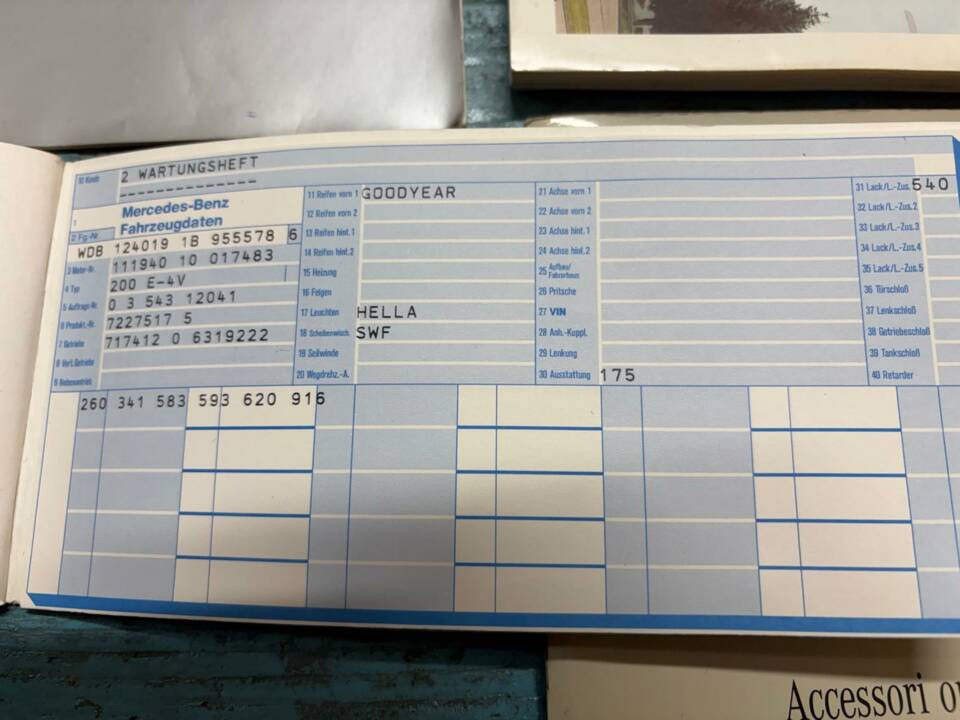 10 Konto 2 WARTUNGSHEFT
--------------
1 Mercedes-Benz
Fahrzeugdaten
2 Fg.-Nr.
WDB 124019 1B 955578 6
3 Motor-Nr. 111940 10 017483
4 Typ 200 E-4V
5 Auftrags-Nr. 0 3 543 12041
6 Produkt.-Nr. 7227517 5
7 Getriebe 717412 0 6319222
8 Vert.Getriebe
9 Nebenantrieb
11 Reifen vorn 1 GOODYEAR
12 Reifen vorn 2
13 Reifen hint.1
14 Reifen hint.2
15 Heizung
16 Felgen
17 Leuchten HELLA
18 Scheibenwisch. SWF
19 Seilwinde
20 Wegdrehz.-A.
21 Achse vorn 1
22 Achse vorn 2
23 Achse hint.1
24 Achse hint.2
25 Aufbau/
Fahrerhaus
26 Pritsche
27 VIN
28 Anh.-Kuppl.
29 Lenkung
30 Ausstattung 175
31 Lack/L.-Zus. 540
32 Lack/L.-Zus.2
33 Lack/L.-Zus.3
34 Lack/L.-Zus.4
35 Lack/L.-Zus.5
36 Türschloß
37 Lenkschloß
38 Getriebeschloß
39 Tankschloß
40 Retarder
260 341 583 593 620 916
Accessori